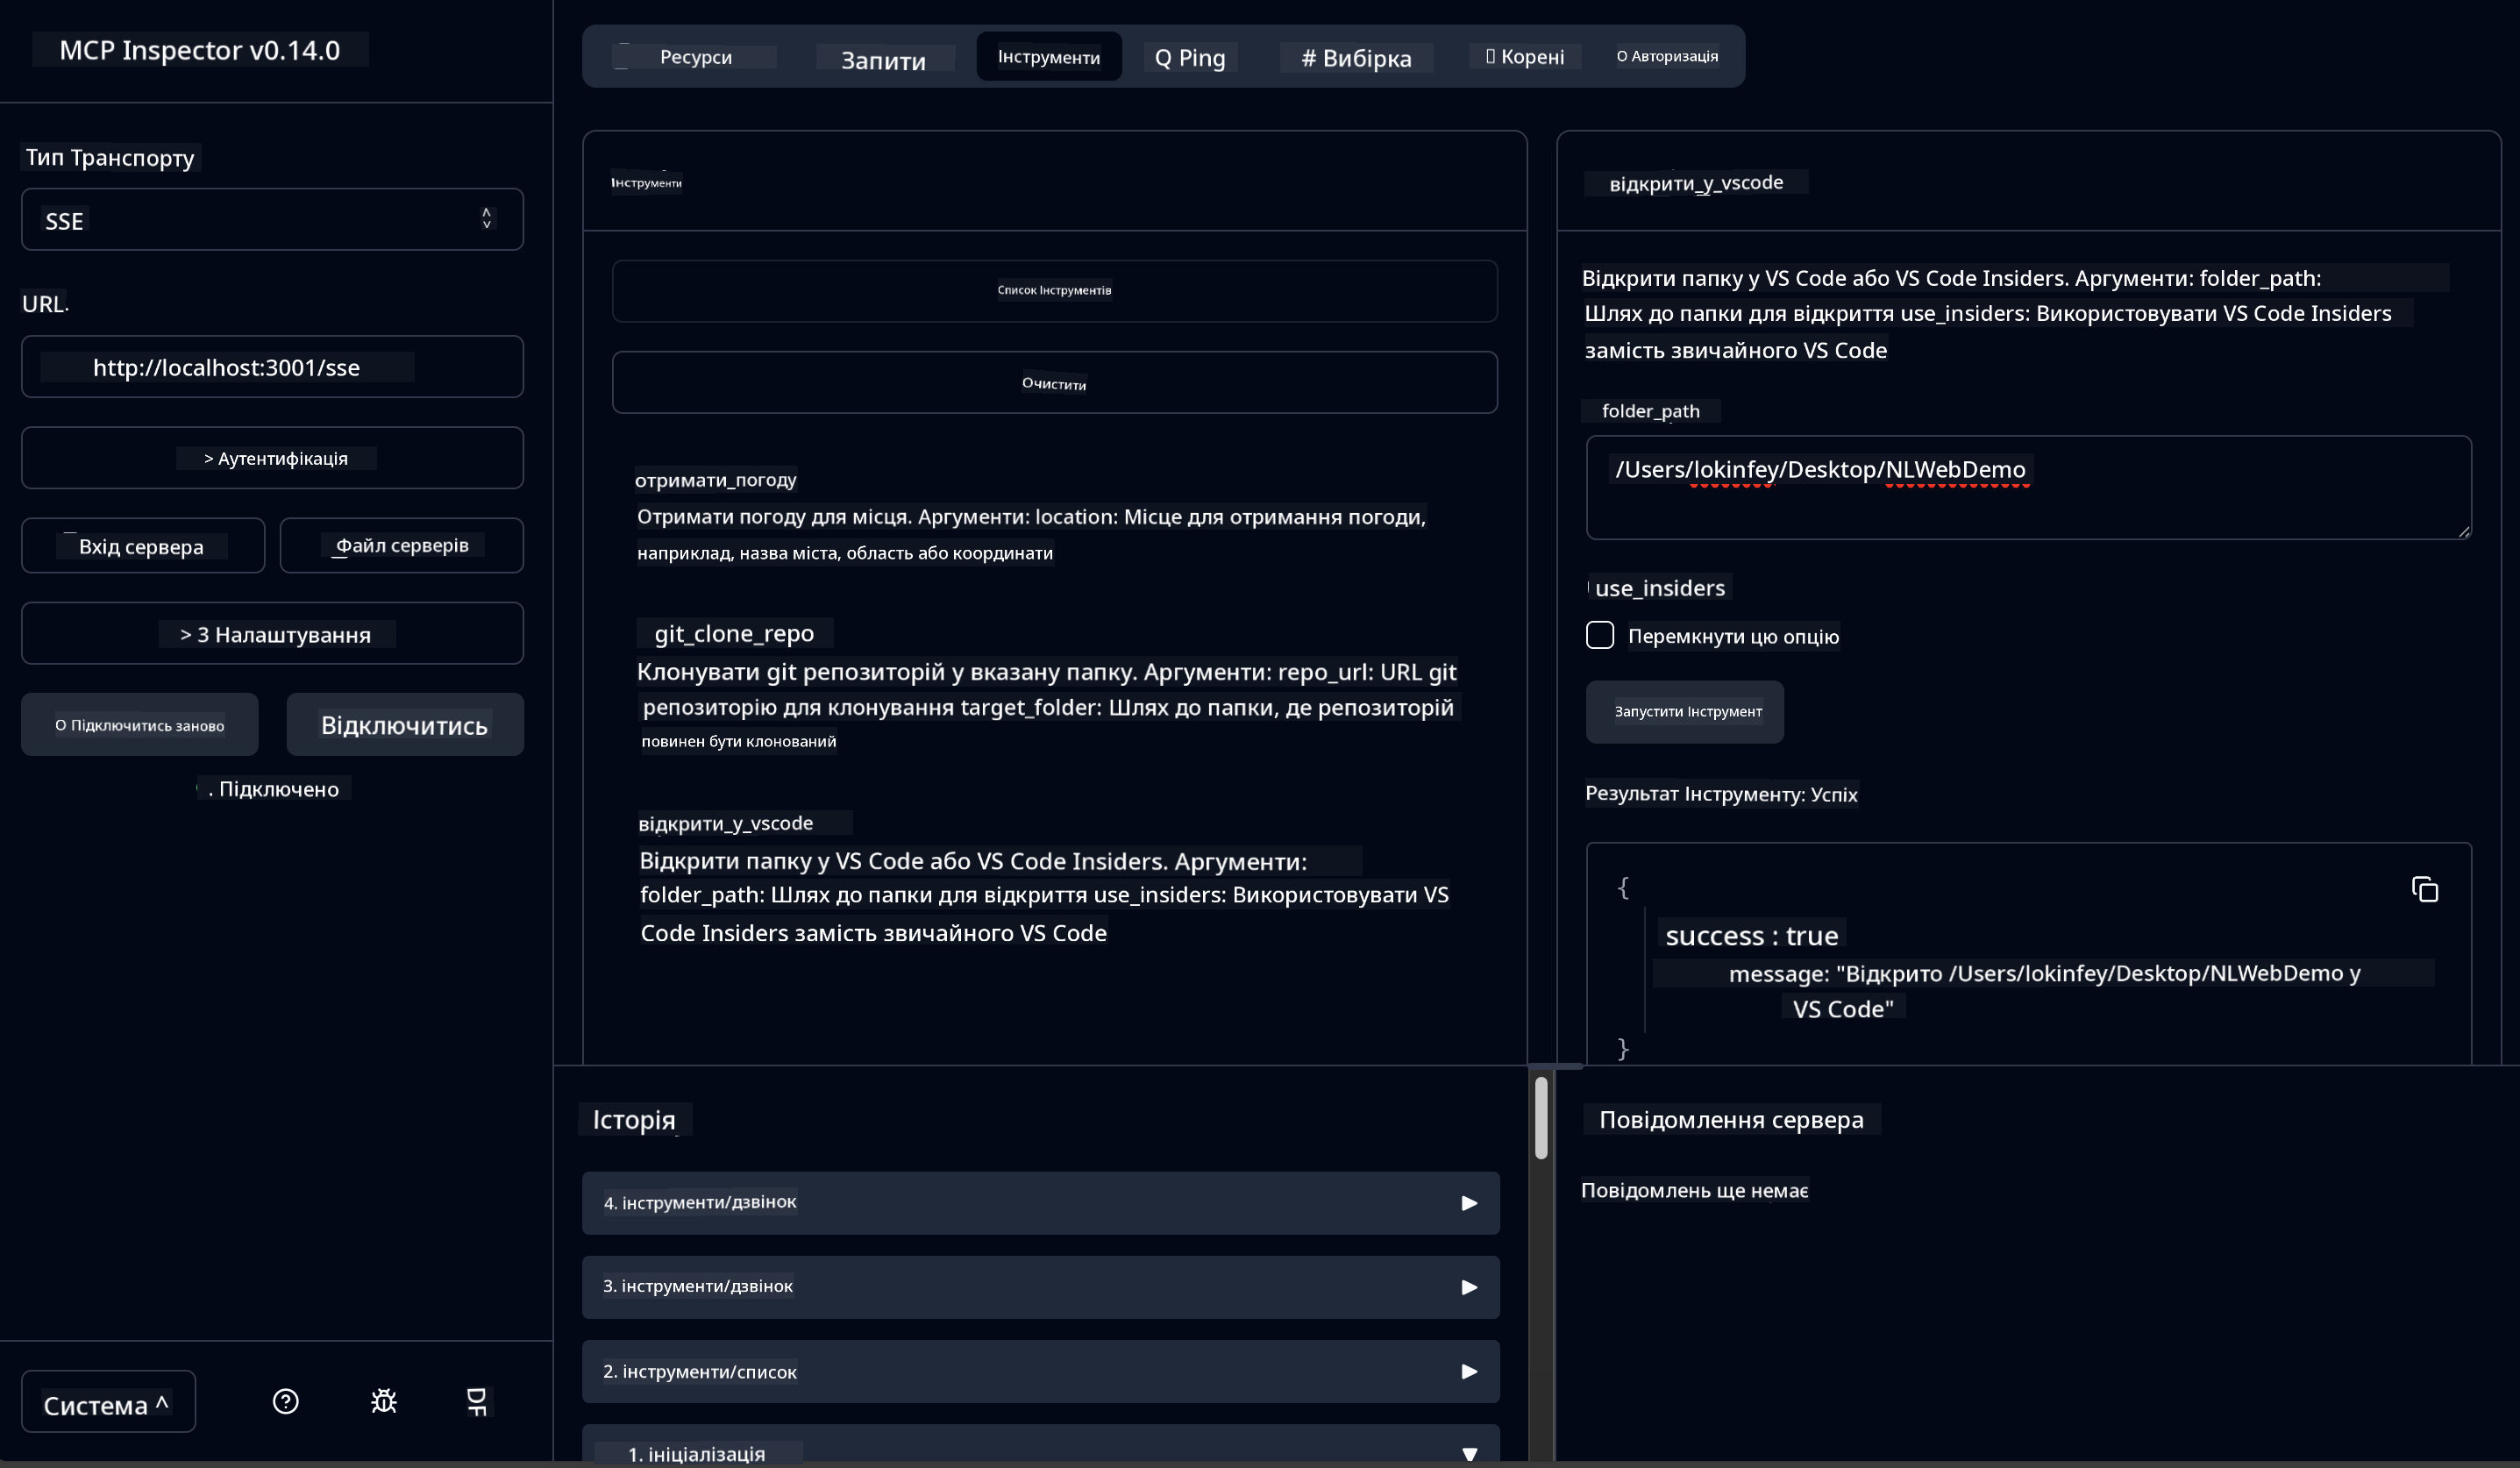 MCP Inspector v0.14.0
Тип Транспорту
SSE
URL
http://localhost:3001/sse
> Аутентифікація
Вхід сервера
Файл серверів
> 3 Налаштування
O Підключитись заново
Відключитись
. Підключено
Система ^
Ресурси
Запити
Інструменти
Q Ping
# Вибірка
Корені
O Авторизація
Інструменти
Список Інструментів
Очистити
отримати_погоду
Отримати погоду для місця. Аргументи: location: Місце для отримання погоди,
наприклад, назва міста, область або координати
git_clone_repo
Клонувати git репозиторій у вказану папку. Аргументи: repo_url: URL git
репозиторію для клонування target_folder: Шлях до папки, де репозиторій
повинен бути клонований
відкрити_у_vscode
Відкрити папку у VS Code або VS Code Insiders. Аргументи:
folder_path: Шлях до папки для відкриття use_insiders: Використовувати VS
Code Insiders замість звичайного VS Code
відкрити_у_vscode
Відкрити папку у VS Code або VS Code Insiders. Аргументи: folder_path:
Шлях до папки для відкриття use_insiders: Використовувати VS Code Insiders
замість звичайного VS Code
folder_path
/Users/lokinfey/Desktop/NLWebDemo
use_insiders
Перемкнути цю опцію
Запустити Інструмент
Результат Інструменту: Успіх
{
success : true
message: "Відкрито /Users/lokinfey/Desktop/NLWebDemo у
VS Code"
}
Історія
4. інструменти/дзвінок
3. інструменти/дзвінок
2. інструменти/список
1. ініціалізація
Повідомлення сервера
Повідомлень ще немає